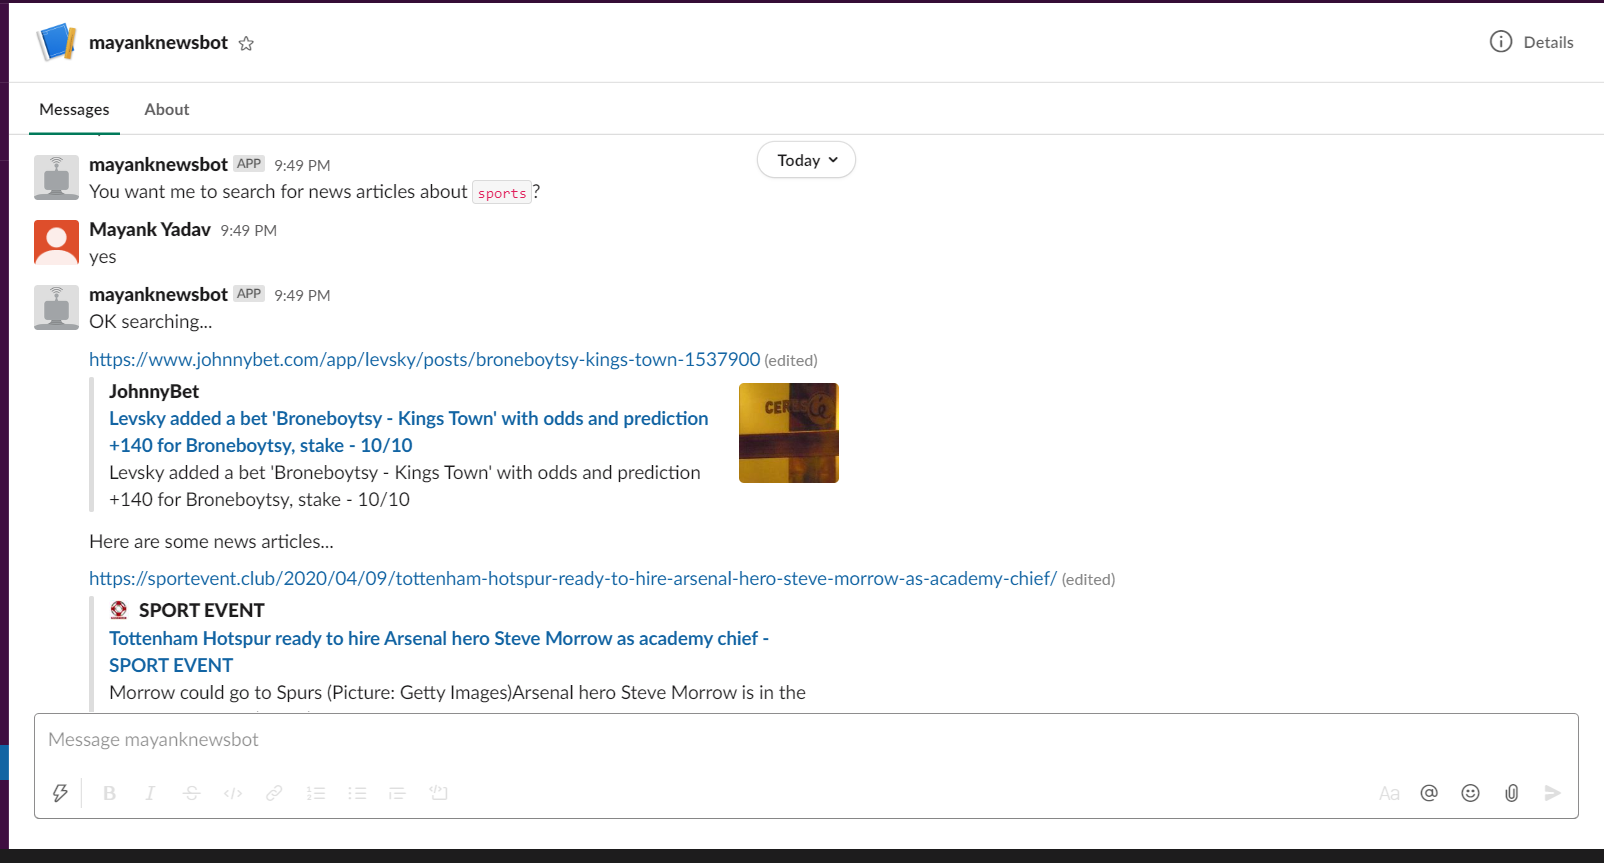 mayanknewsbot
Details
Messages About
Today
mayanknewsbot APP 9:49 PM
You want me to search for news articles about sports?
Mayank Yadav 9:49 PM
yes
mayanknewsbot APP 9:49 PM
OK searching...
https://www.johnnybet.com/app/levsky/posts/broneboytsy-kings-town-1537900 (edited)
JohnnyBet
Levsky added a bet 'Broneboytsy - Kings Town' with odds and prediction
+140 for Broneboytsy, stake - 10/10
Levsky added a bet 'Broneboytsy - Kings Town' with odds and prediction
+140 for Broneboytsy, stake - 10/10
Here are some news articles...
https://sportevent.club/2020/04/09/tottenham-hotspur-ready-to-hire-arsenal-hero-steve-morrow-as-academy-chief/ (edited)
SPORT EVENT
Tottenham Hotspur ready to hire Arsenal hero Steve Morrow as academy chief -
SPORT EVENT
Morrow could go to Spurs (Picture: Getty Images)Arsenal hero Steve Morrow is in the
Message mayanknewsbot
B I S </> Aa @